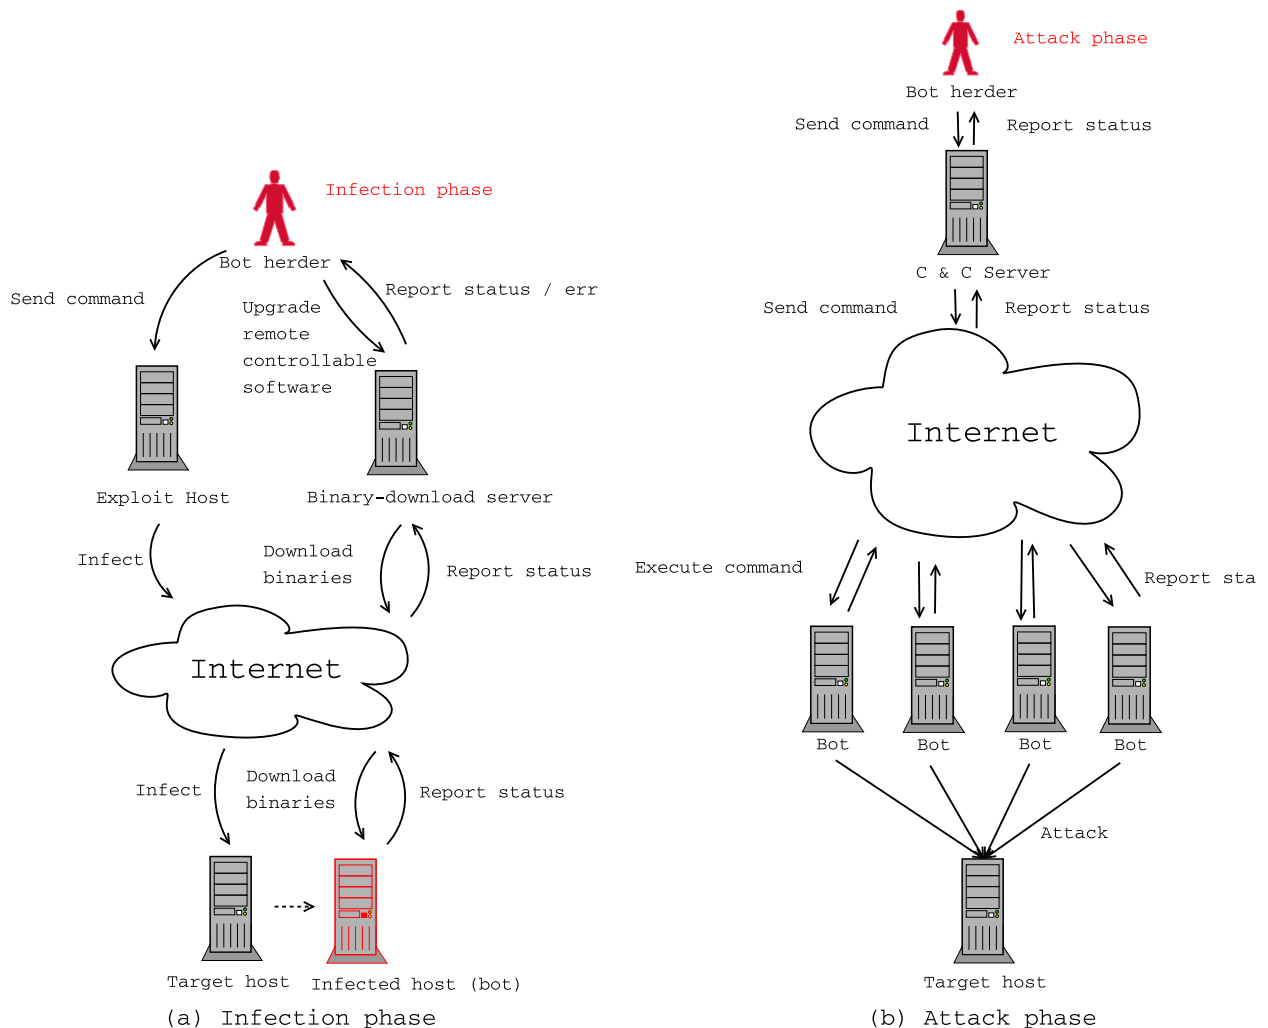 Infection phase
Bot herder
Send command
Upgrade
remote
controllable
software
Report status / err
Exploit Host
Binary-download server
Infect
Download
binaries
Report status
Internet
Infect
Download
binaries
Report status
Target host
Infected host (bot)
(a) Infection phase
Attack phase
Bot herder
Send command
Report status
C & C Server
Send command
Report status
Internet
Execute command
Report sta
Bot
Bot
Bot
Bot
Attack
Target host
(b) Attack phase